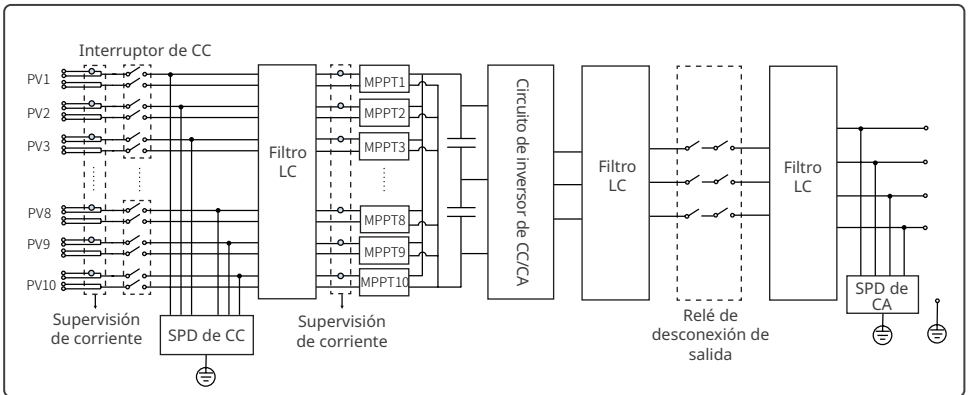 Interruptor de CC
PV1
PV2
PV3
PV8
PV9
PV10
Supervisión
de corriente
SPD de CC
Filtro
LC
Supervisión
de corriente
MPPT1
MPPT2
MPPT3
MPPT8
MPPT9
MPPT10
Circuito de inversor de CC/CA
Filtro
LC
Relé de
desconexión de
salida
Filtro
LC
SPD de
CA